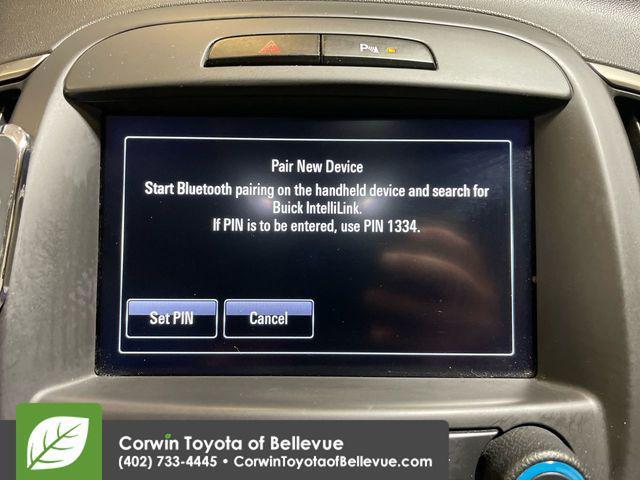 P
Pair New Device
Start Bluetooth pairing on the handheld device and search for
Buick IntelliLink.
If PIN is to be entered, use PIN 1334.
Set PIN
Cancel
Corwin Toyota of Bellevue
(402) 733-4445 • CorwinToyotaofBellevue.com